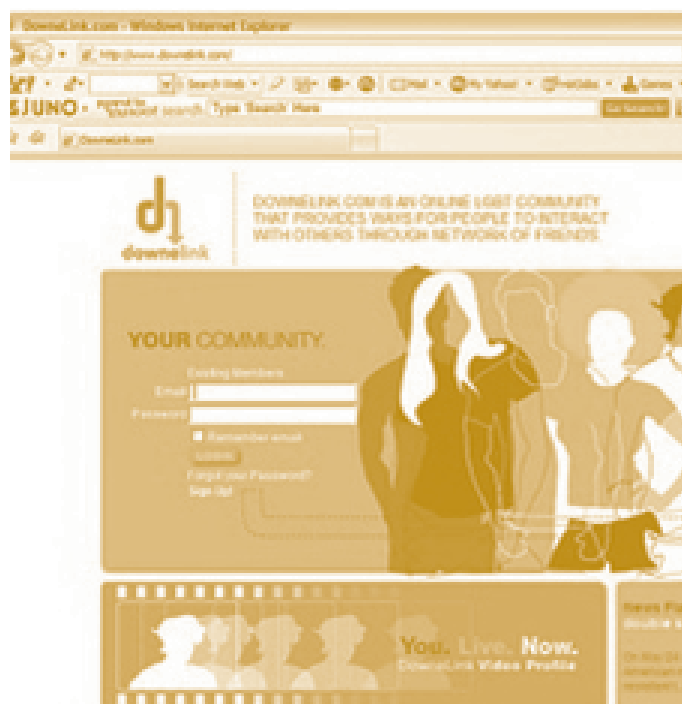 DowneLink.com - Windows Internet Explorer
http://www.downelink.com/
Search Web Mail My Yahoo! Games
JUNO search: Type 'Search' Here Go Search!
DowneLink.com
downelink
DOWNELINK.COM IS AN ONLINE LGBT COMMUNITY
THAT PROVIDES WAYS FOR PEOPLE TO INTERACT
WITH OTHERS THROUGH NETWORK OF FRIENDS
YOUR COMMUNITY.
Existing Members
Email
Password
Remember email
LOGIN
Forgot your Password?
Sign Up!
You. Live. Now.
DowneLink Video Profile
News
double